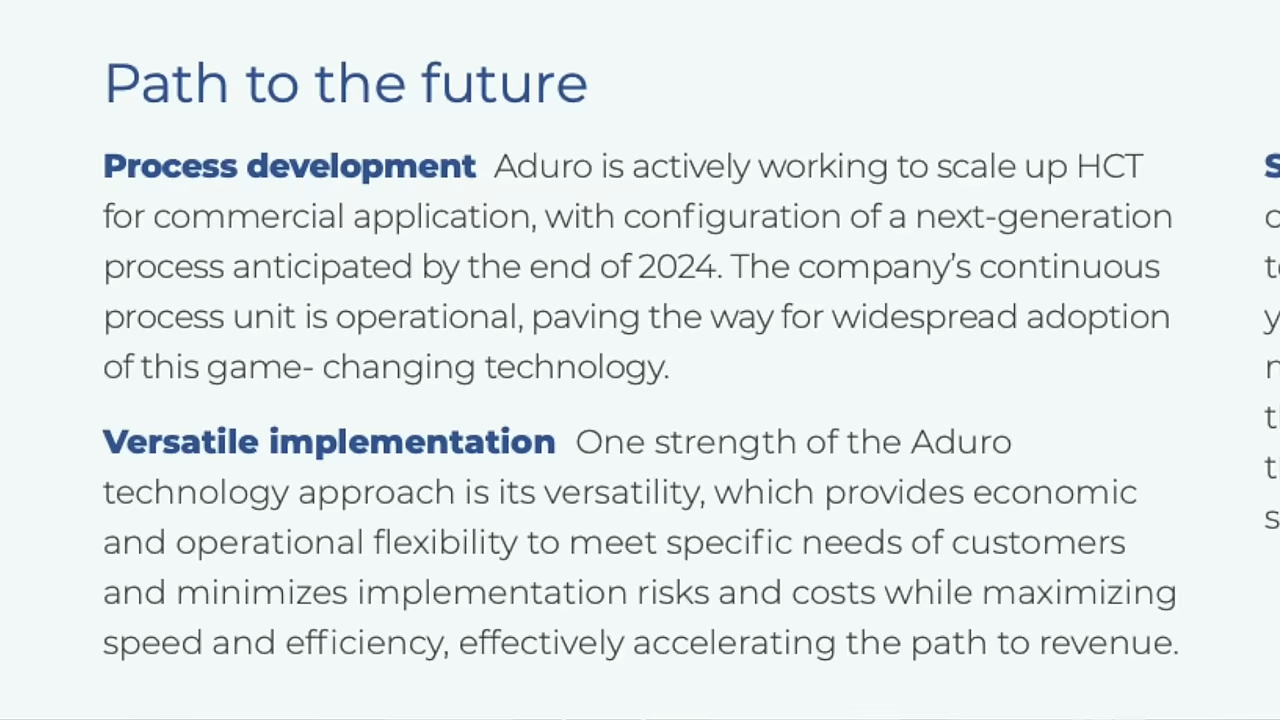 Path to the future
Process development Aduro is actively working to scale up HCT
for commercial application, with configuration of a next-generation
process anticipated by the end of 2024. The company’s continuous
process unit is operational, paving the way for widespread adoption
of this game- changing technology.
Versatile implementation One strength of the Aduro
technology approach is its versatility, which provides economic
and operational flexibility to meet specific needs of customers
and minimizes implementation risks and costs while maximizing
speed and efficiency, effectively accelerating the path to revenue.